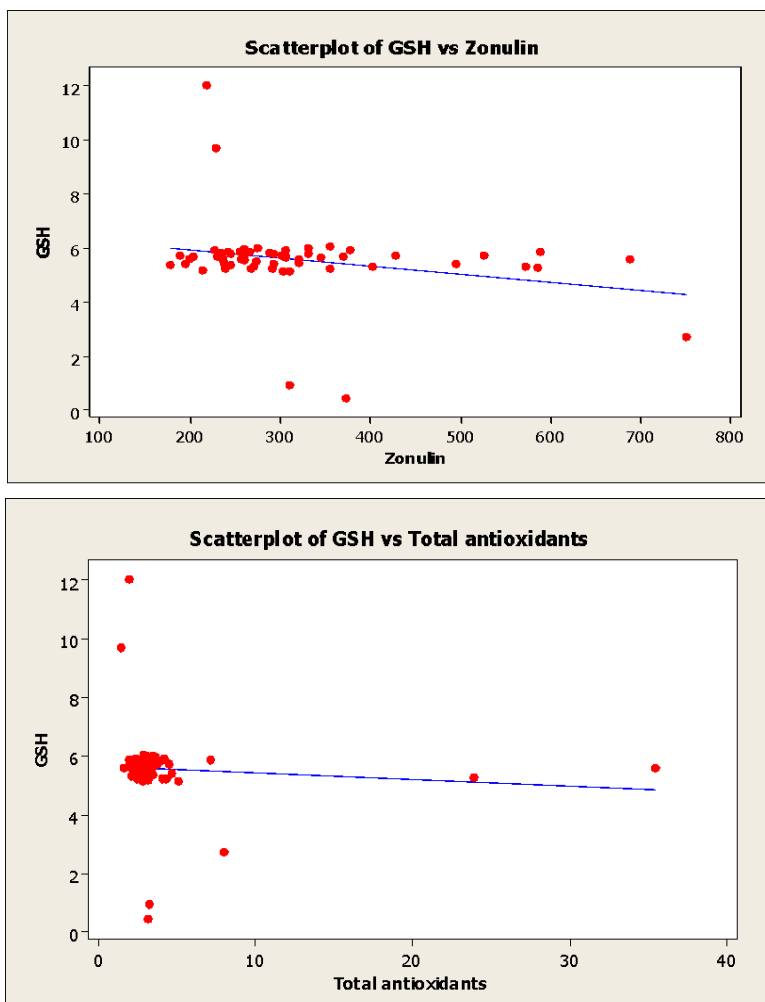 Scatterplot of GSH vs Zonulin
12
10
8
6
4
2
0
GSH
100 200 300 400 500 600 700 800
Zonulin
Scatterplot of GSH vs Total antioxidants
12
10
8
6
4
2
0
GSH
0 10 20 30 40
Total antioxidants